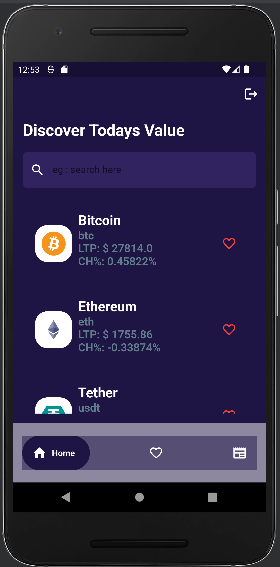 12:53
Discover Todays Value
eg : search here
Bitcoin
btc
LTP: $ 27814.0
CH%: 0.45822%
Ethereum
eth
LTP: $ 1755.86
CH%: -0.33874%
Tether
usdt
Home